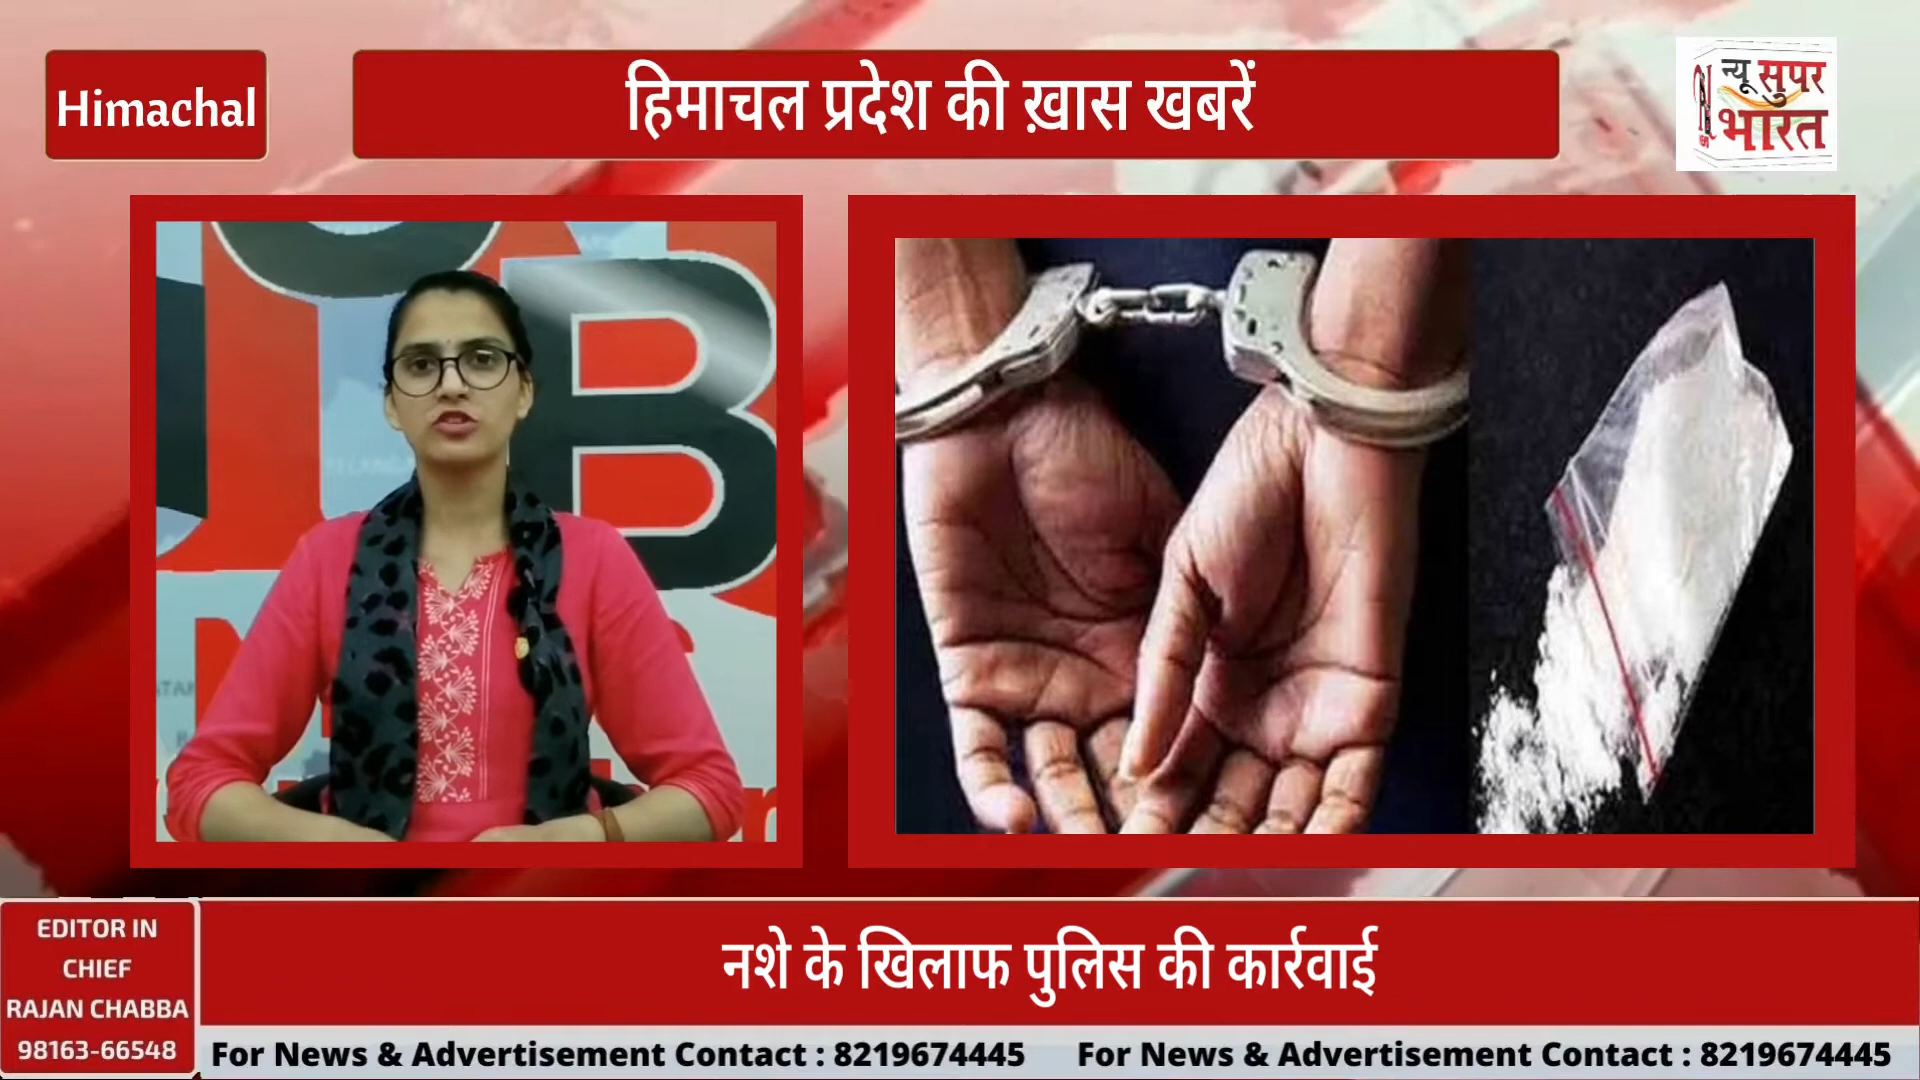 Himachal
हिमाचल प्रदेश की ख़ास खबरें
न्यू सुपर
भारत
B
EDITOR IN
CHIEF
RAJAN CHABBA
98163-66548
नशे के खिलाफ पुलिस की कार्रवाई
For News & Advertisement Contact : 8219674445 For News & Advertisement Contact : 8219674445